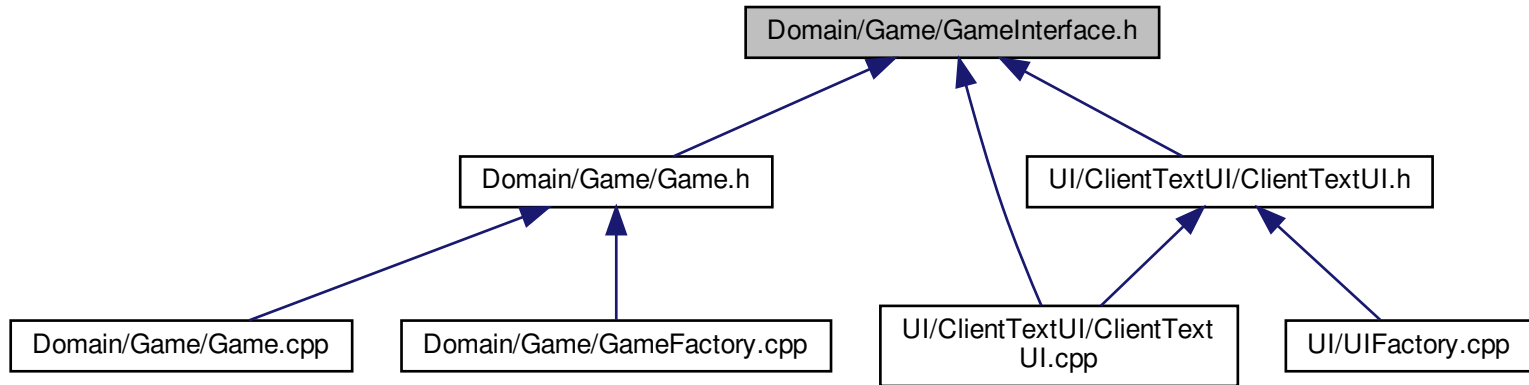 Domain/Game/GameInterface.h
Domain/Game/Game.h
UI/ClientTextUI/ClientTextUI.h
Domain/Game/Game.cpp
Domain/Game/GameFactory.cpp
UI/ClientTextUI/ClientText
UI.cpp
UI/UIFactory.cpp